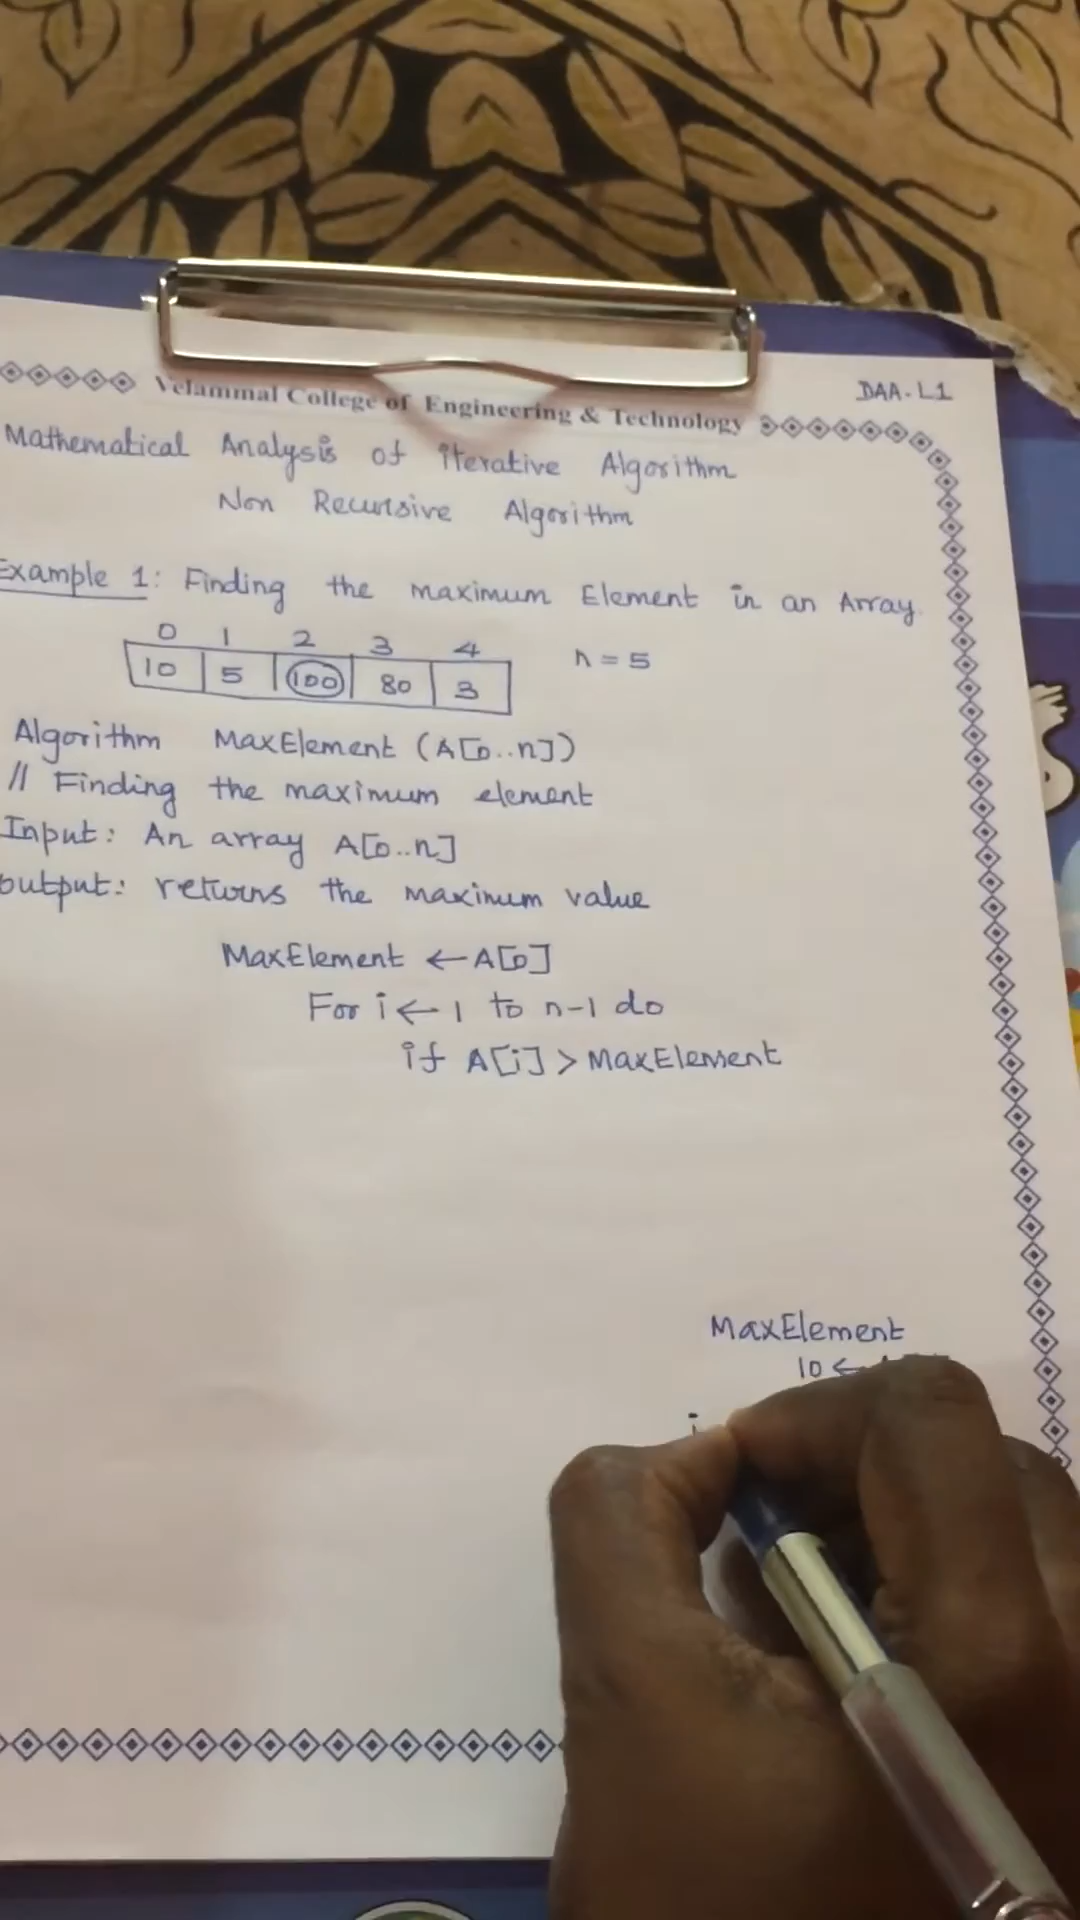 DAA-L1
Velammal College of Engineering & Technology
Mathematical Analysis of iterative Algorithm
Non Recursive Algorithm
Example 1: Finding the maximum Element in an Array.
0 1 2 3 4
10 5 100 80 3 n = 5
Algorithm MaxElement (A[0..n])
// Finding the maximum element
Input: An array A[0..n]
Output: returns the maximum value
MaxElement ← A[0]
For i ← 1 to n-1 do
if A[i] > MaxElement
MaxElement
10 ←
i